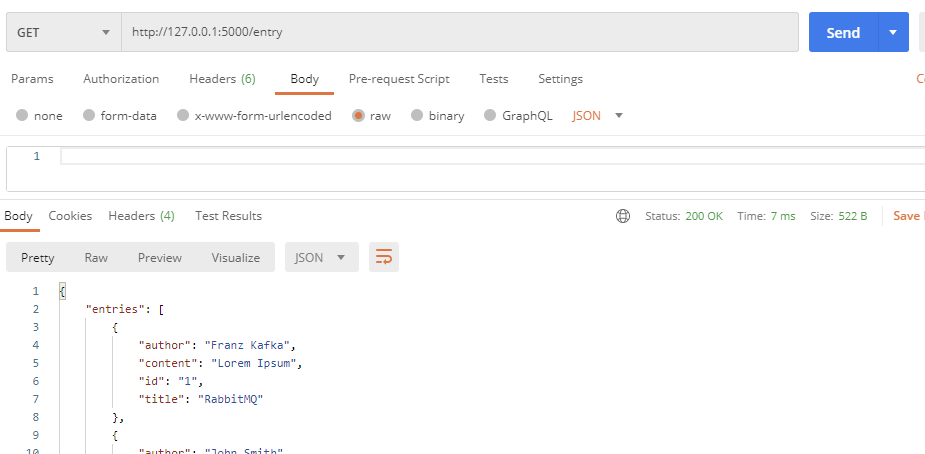 GET http://127.0.0.1:5000/entry Send
Params Authorization Headers (6) Body Pre-request Script Tests Settings
none form-data x-www-form-urlencoded raw binary GraphQL JSON
1
Body Cookies Headers (4) Test Results Status: 200 OK Time: 7 ms Size: 522 B Save
Pretty Raw Preview Visualize JSON
1 {
2 "entries": [
3 {
4 "author": "Franz Kafka",
5 "content": "Lorem Ipsum",
6 "id": "1",
7 "title": "RabbitMQ"
8 },
9 {
10 "author": "John Smith"